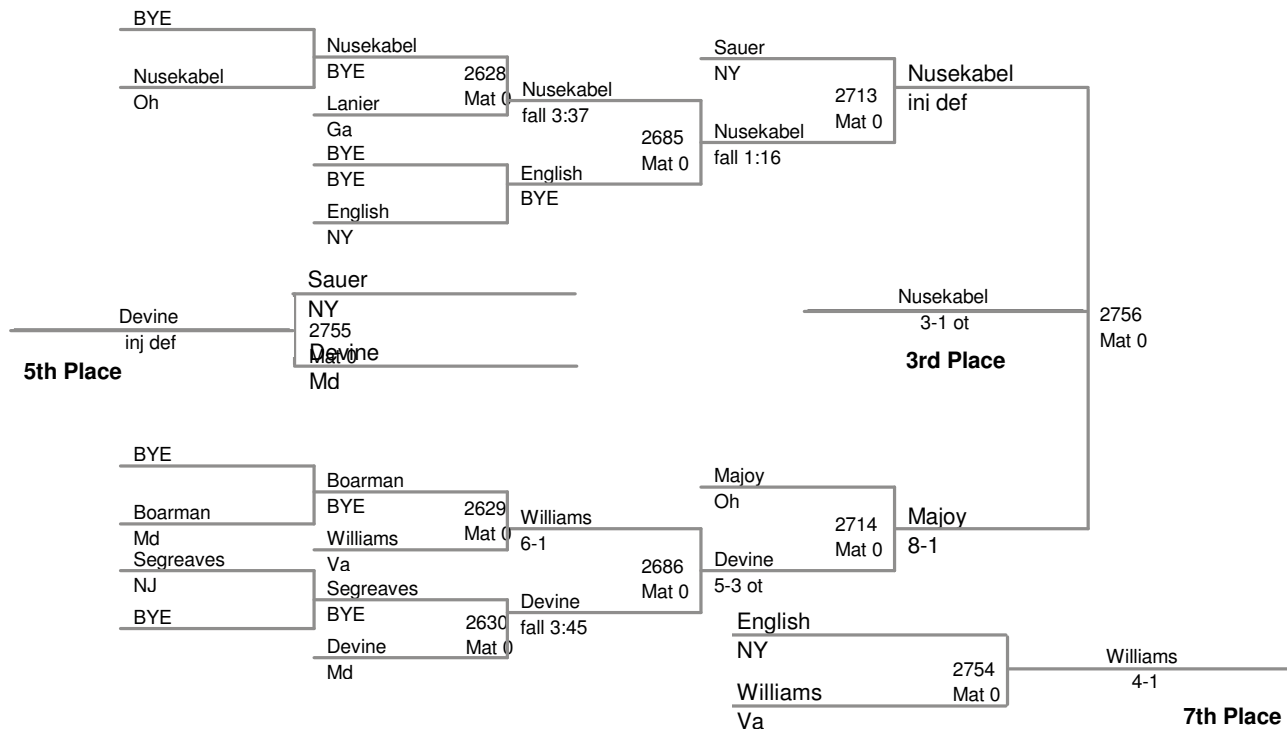 BYE
Nusekabel
Oh
Nusekabel
BYE
2628
Mat 0
Lanier
Ga
Nusekabel
fall 3:37
BYE
BYE
English
BYE
English
NY
2685
Mat 0
Nusekabel
fall 1:16
Sauer
NY
2713
Mat 0
Nusekabel
inj def
Sauer
NY
2755
Mat 0
Devine
Md
Devine
inj def
5th Place
Nusekabel
3-1 ot
3rd Place
2756
Mat 0
BYE
Boarman
Md
Boarman
BYE
2629
Mat 0
Williams
Va
Williams
6-1
Segreaves
NJ
BYE
Segreaves
BYE
2630
Mat 0
Devine
Md
Devine
fall 3:45
2686
Mat 0
Devine
5-3 ot
Majoy
Oh
2714
Mat 0
Majoy
8-1
English
NY
2754
Mat 0
Williams
Va
Williams
4-1
7th Place